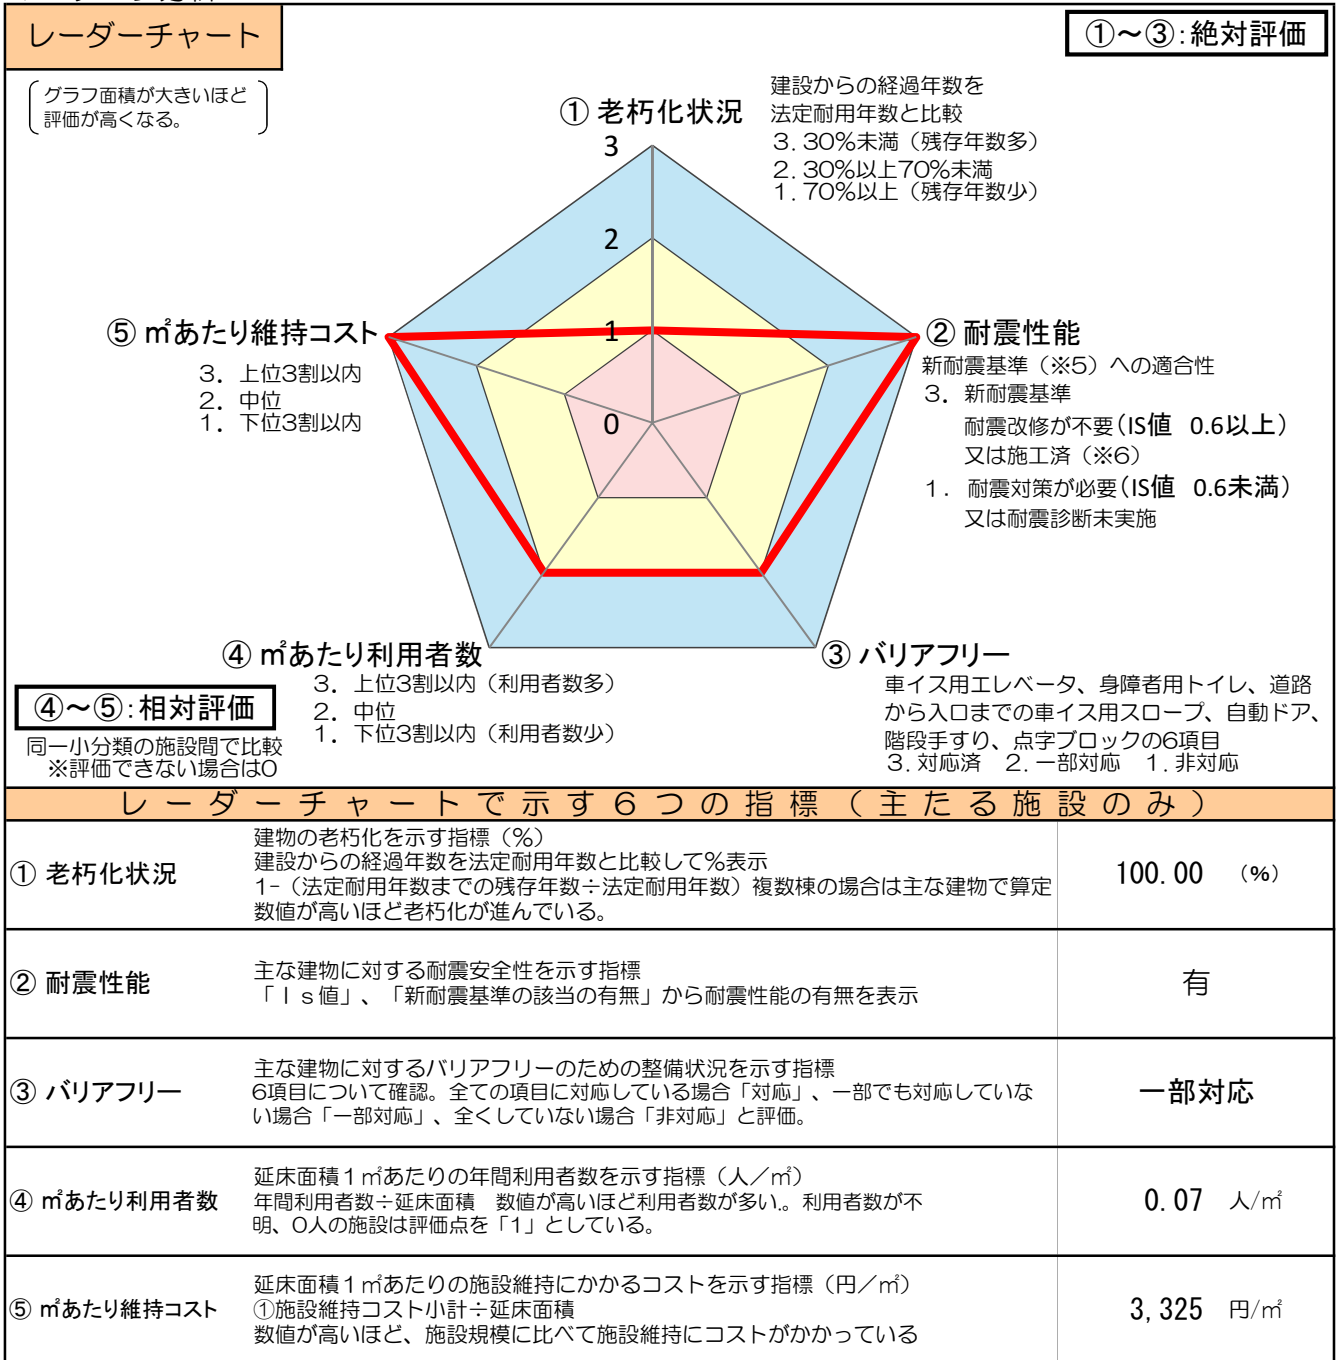 レーダーチャート
①～③：絶対評価
グラフ面積が大きいほど
評価が高くなる。
① 老朽化状況
建設からの経過年数を
法定耐用年数と比較
3．30％未満（残存年数多）
2．30％以上70％未満
1．70％以上（残存年数少）
3
2
1
0
⑤ ㎡あたり維持コスト
3．上位3割以内
2．中位
1．下位3割以内
② 耐震性能
新耐震基準（※5）への適合性
3．新耐震基準
耐震改修が不要（IS値 0.6以上）
又は施工済（※6）
1．耐震対策が必要（IS値 0.6未満）
又は耐震診断未実施
④ ㎡あたり利用者数
3．上位3割以内（利用者数多）
2．中位
1．下位3割以内（利用者数少）
③ バリアフリー
車イス用エレベータ、身障者用トイレ、道路
から入口までの車イス用スロープ、自動ドア、
階段手すり、点字ブロックの6項目
3．対応済 2．一部対応 1．非対応
④～⑤：相対評価
同一小分類の施設間で比較
※評価できない場合は0
レーダーチャートで示す６つの指標（主たる施設のみ）
① 老朽化状況
建物の老朽化を示す指標（％）
建設からの経過年数を法定耐用年数と比較して％表示
1-（法定耐用年数までの残存年数÷法定耐用年数）複数棟の場合は主な建物で算定
数値が高いほど老朽化が進んでいる。
100.00 （％）
② 耐震性能
主な建物に対する耐震安全性を示す指標
「Ｉｓ値」、「新耐震基準の該当の有無」から耐震性能の有無を表示
有
③ バリアフリー
主な建物に対するバリアフリーのための整備状況を示す指標
6項目について確認。全ての項目に対応している場合「対応」、一部でも対応していな
い場合「一部対応」、全くしていない場合「非対応」と評価。
一部対応
④ ㎡あたり利用者数
延床面積１㎡あたりの年間利用者数を示す指標（人／㎡）
年間利用者数÷延床面積 数値が高いほど利用者数が多い。利用者数が不
明、0人の施設は評価点を「1」としている。
0.07 人/㎡
⑤ ㎡あたり維持コスト
延床面積１㎡あたりの施設維持にかかるコストを示す指標（円／㎡）
①施設維持コスト小計÷延床面積
数値が高いほど、施設規模に比べて施設維持にコストがかかっている
3,325 円/㎡